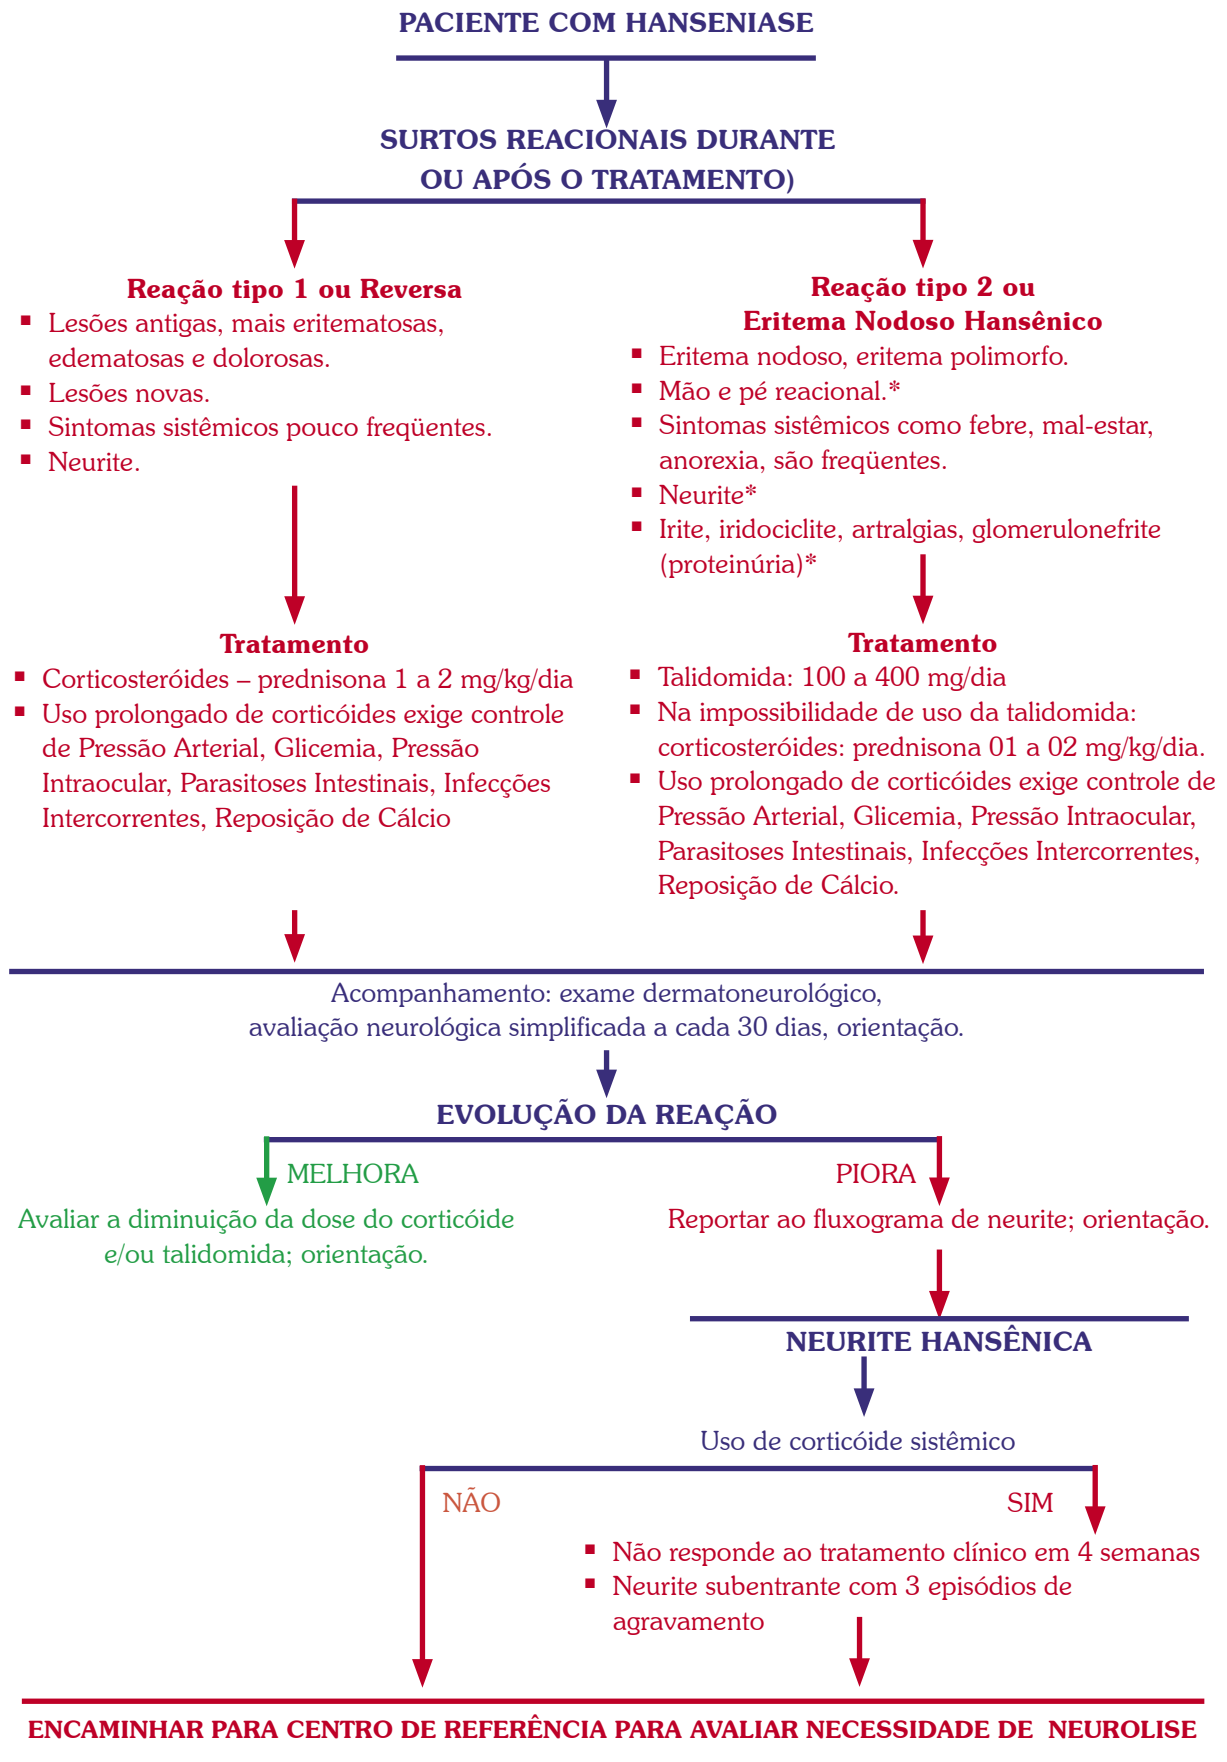 PACIENTE COM HANSENIASE
SURTOS REACIONAIS DURANTE
OU APÓS O TRATAMENTO)
Reação tipo 1 ou Reversa
▪ Lesões antigas, mais eritematosas,
edematosas e dolorosas.
▪ Lesões novas.
▪ Sintomas sistêmicos pouco freqüentes.
▪ Neurite.
Tratamento
▪ Corticosteróides – prednisona 1 a 2 mg/kg/dia
▪ Uso prolongado de corticóides exige controle
de Pressão Arterial, Glicemia, Pressão
Intraocular, Parasitoses Intestinais, Infecções
Intercorrentes, Reposição de Cálcio
Reação tipo 2 ou
Eritema Nodoso Hansênico
▪ Eritema nodoso, eritema polimorfo.
▪ Mão e pé reacional.*
▪ Sintomas sistêmicos como febre, mal-estar,
anorexia, são freqüentes.
▪ Neurite*
▪ Irite, iridociclite, artralgias, glomerulonefrite
(proteinúria)*
Tratamento
▪ Talidomida: 100 a 400 mg/dia
▪ Na impossibilidade de uso da talidomida:
corticosteróides: prednisona 01 a 02 mg/kg/dia.
▪ Uso prolongado de corticóides exige controle de
Pressão Arterial, Glicemia, Pressão Intraocular,
Parasitoses Intestinais, Infecções Intercorrentes,
Reposição de Cálcio.
Acompanhamento: exame dermatoneurológico,
avaliação neurológica simplificada a cada 30 dias, orientação.
EVOLUÇÃO DA REAÇÃO
MELHORA
Avaliar a diminuição da dose do corticóide
e/ou talidomida; orientação.
PIORA
Reportar ao fluxograma de neurite; orientação.
NEURITE HANSÊNICA
Uso de corticóide sistêmico
NÃO
SIM
▪ Não responde ao tratamento clínico em 4 semanas
▪ Neurite subentrante com 3 episódios de
agravamento
ENCAMINHAR PARA CENTRO DE REFERÊNCIA PARA AVALIAR NECESSIDADE DE NEUROLISE